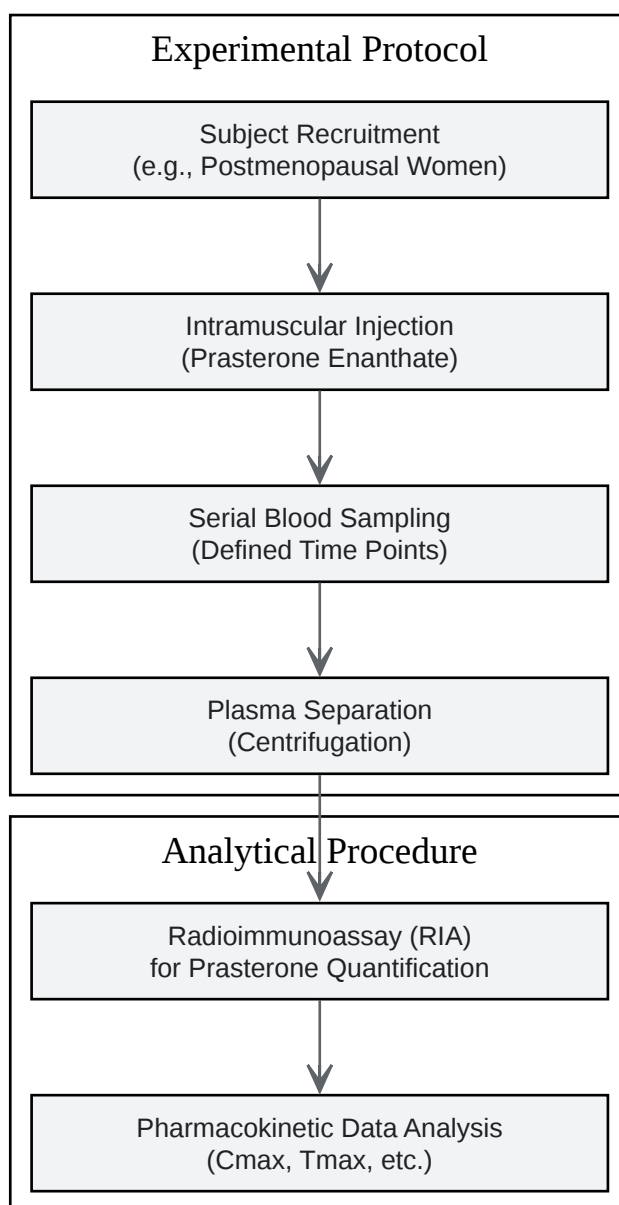 Experimental Protocol
Subject Recruitment
(e.g., Postmenopausal Women)
Intramuscular Injection
(Prasterone Enanthate)
Serial Blood Sampling
(Defined Time Points)
Plasma Separation
(Centrifugation)
Analytical Procedure
Radioimmunoassay (RIA)
for Prasterone Quantification
Pharmacokinetic Data Analysis
(Cmax, Tmax, etc.)